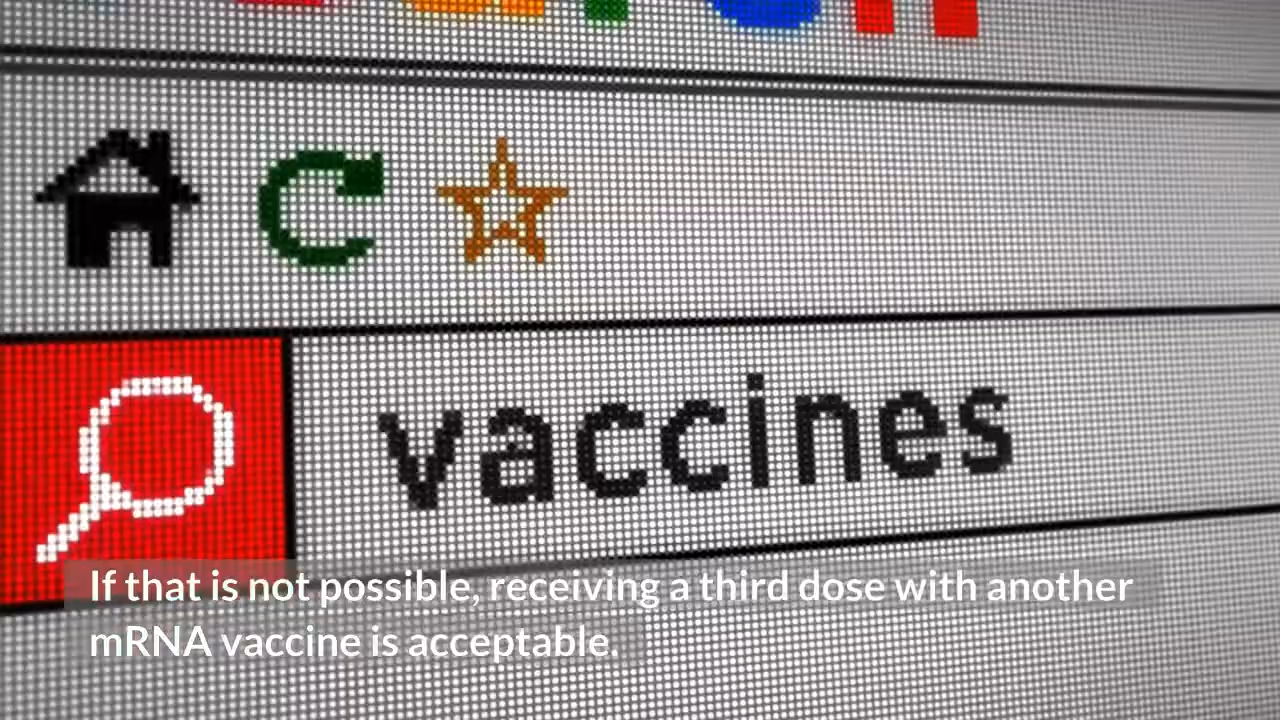 vaccines
If that is not possible, receiving a third dose with another
mRNA vaccine is acceptable.